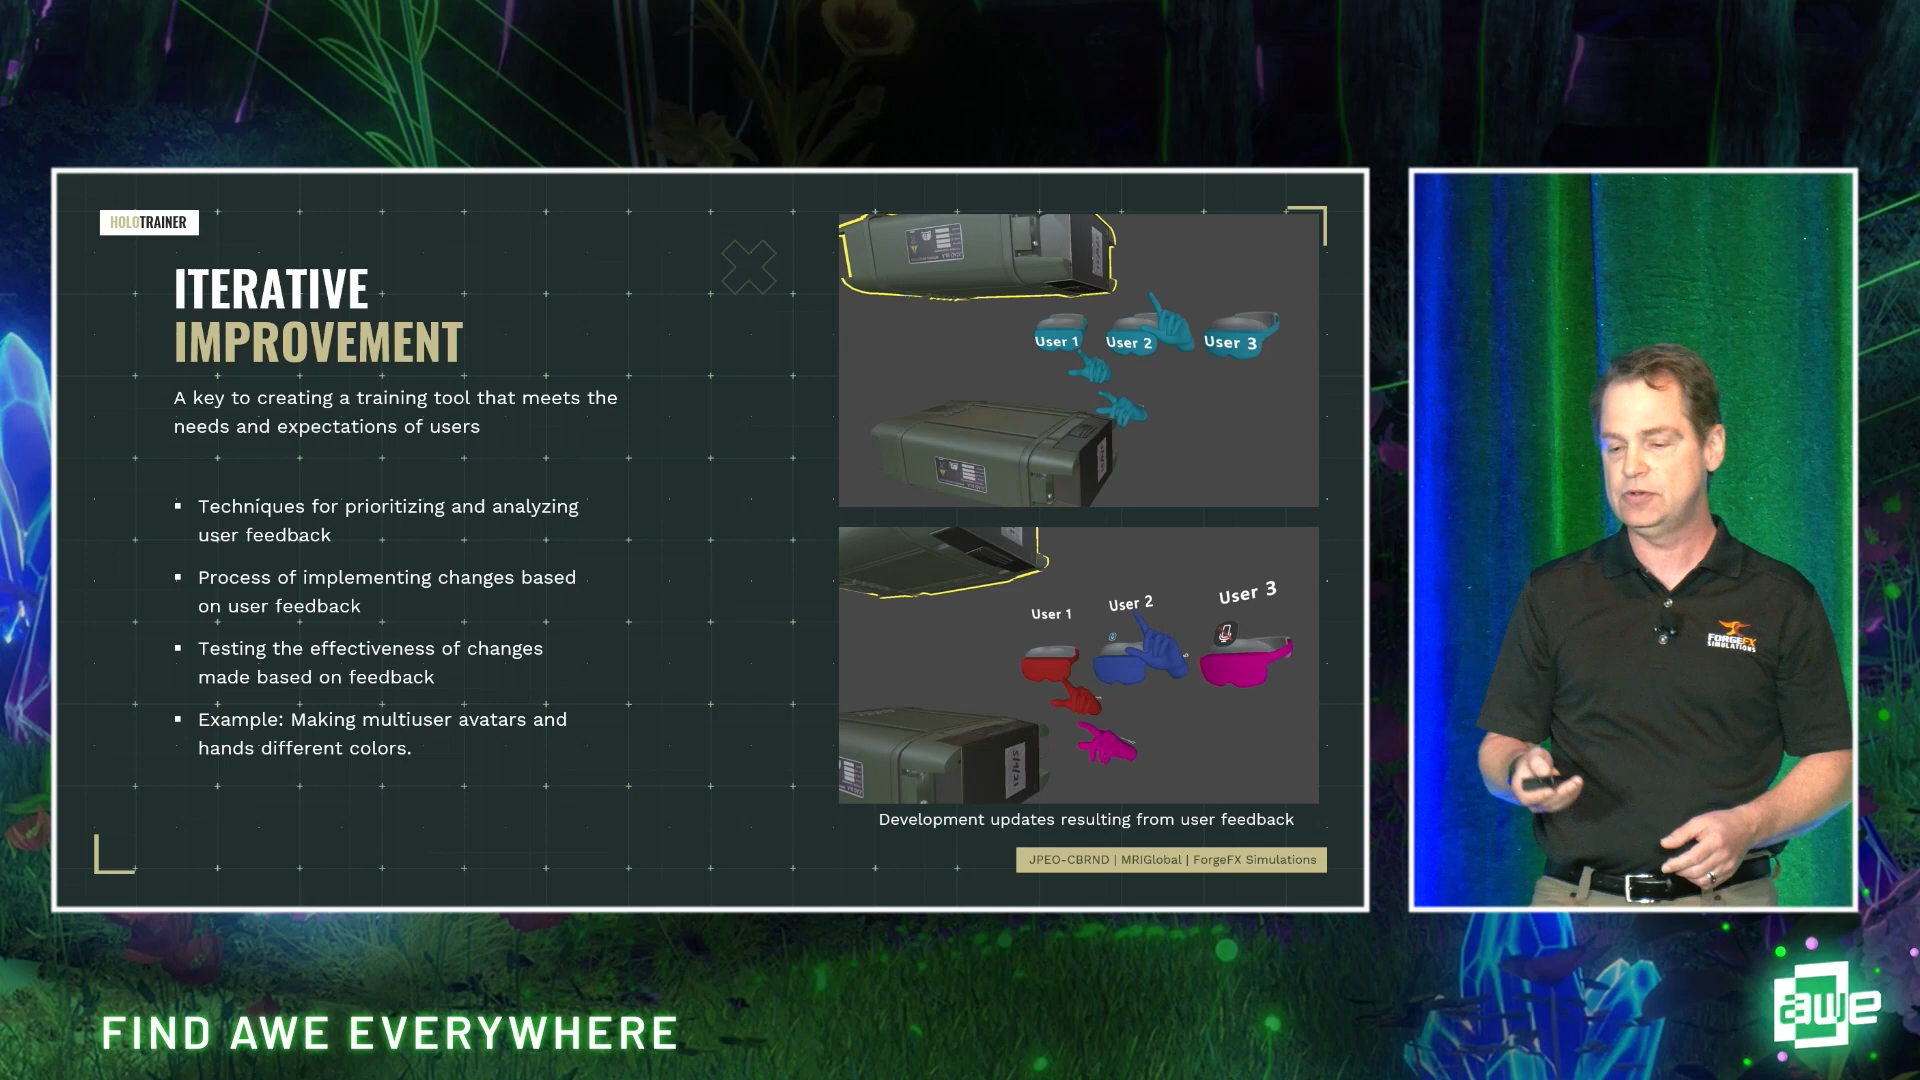 HOLOTRAINER
ITERATIVE
IMPROVEMENT
A key to creating a training tool that meets the
needs and expectations of users
▪ Techniques for prioritizing and analyzing
user feedback
▪ Process of implementing changes based
on user feedback
▪ Testing the effectiveness of changes
made based on feedback
▪ Example: Making multiuser avatars and
hands different colors.
User 1 User 2 User 3
User 1 User 2 User 3
Development updates resulting from user feedback
JPEO-CBRND | MRIGlobal | ForgeFX Simulations
FORGEFX
SIMULATIONS
FIND AWE EVERYWHERE
awe